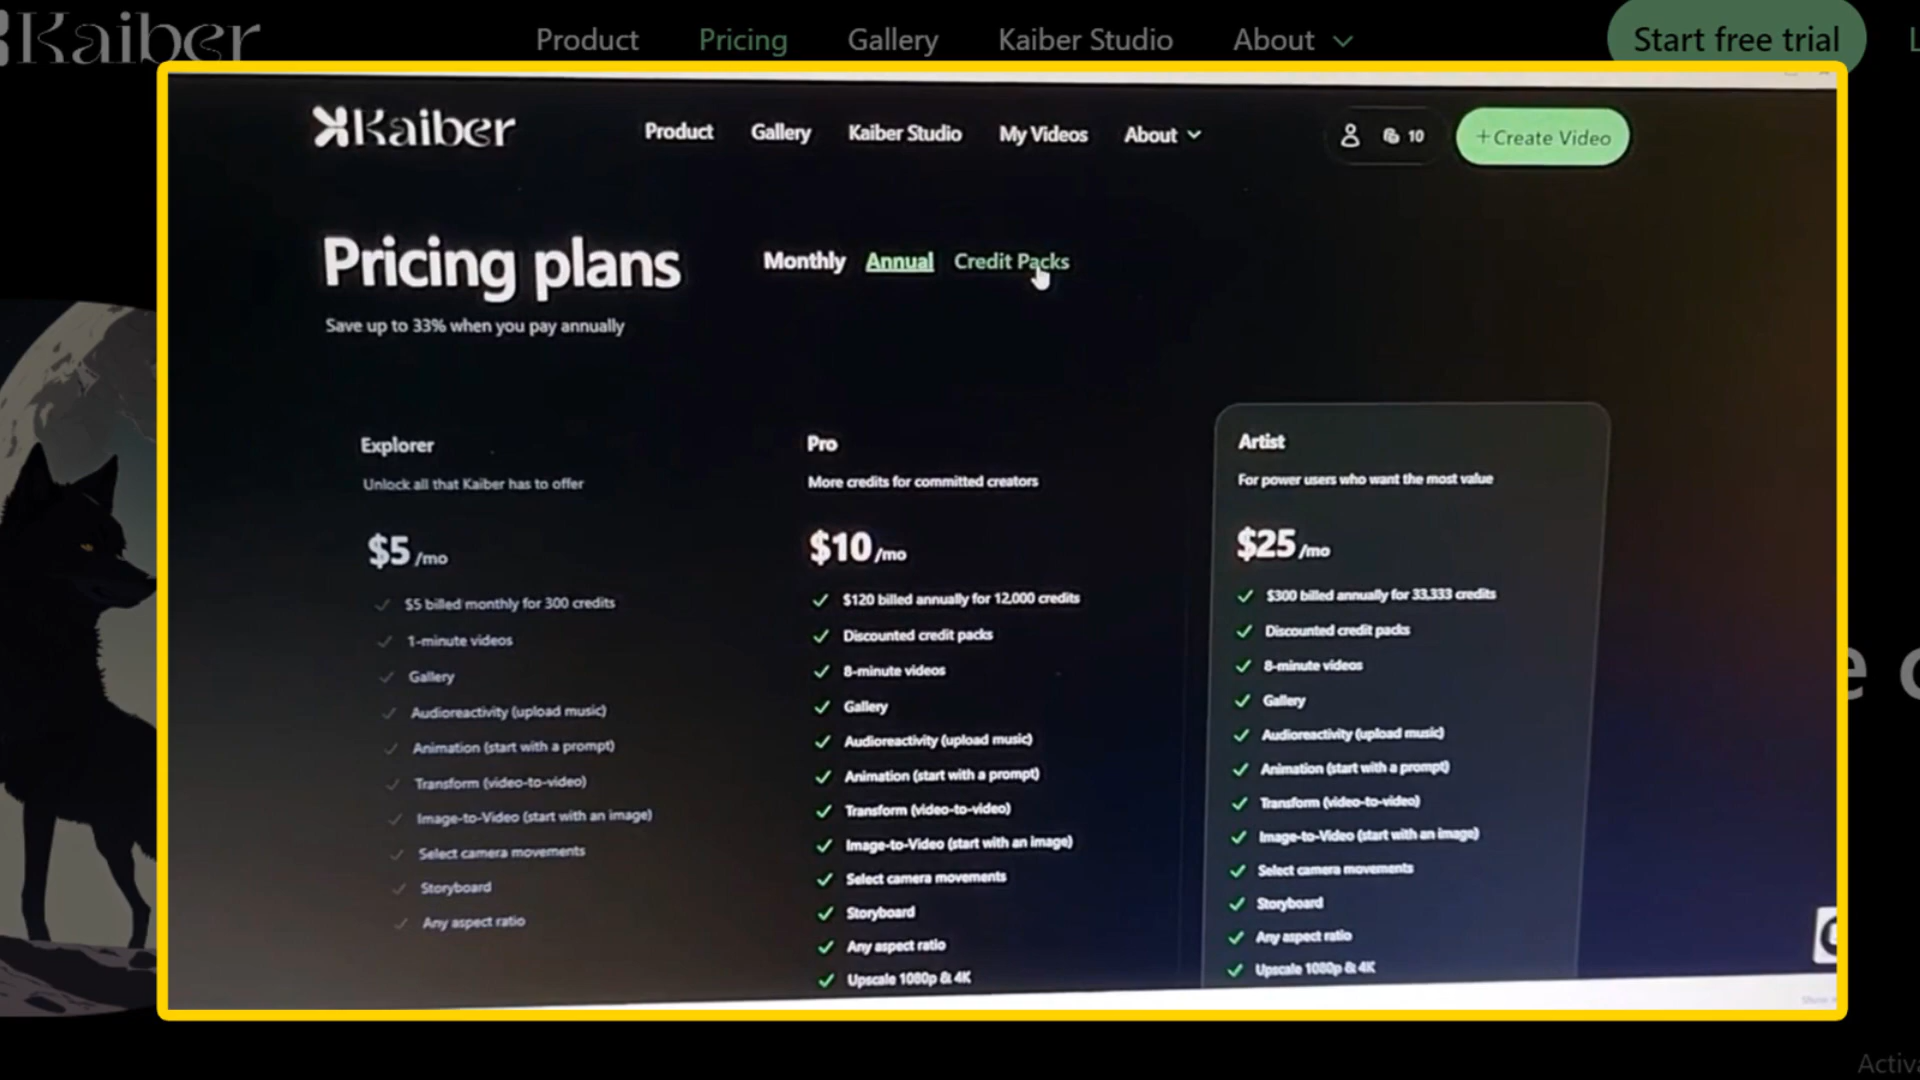 Kaiber
Product Pricing Gallery Kaiber Studio About
Start free trial
Kaiber
Product Gallery Kaiber Studio My Videos About
10
+Create Video
Pricing plans
Monthly Annual Credit Packs
Save up to 33% when you pay annually
Explorer
Unlock all that Kaiber has to offer
$5 /mo
$5 billed monthly for 300 credits
1-minute videos
Gallery
Audioreactivity (upload music)
Animation (start with a prompt)
Transform (video-to-video)
Image-to-Video (start with an image)
Select camera movements
Storyboard
Any aspect ratio
Pro
More credits for committed creators
$10 /mo
$120 billed annually for 12,000 credits
Discounted credit packs
8-minute videos
Gallery
Audioreactivity (upload music)
Animation (start with a prompt)
Transform (video-to-video)
Image-to-Video (start with an image)
Select camera movements
Storyboard
Any aspect ratio
Upscale 1080p & 4K
Artist
For power users who want the most value
$25 /mo
$300 billed annually for 33,333 credits
Discounted credit packs
8-minute videos
Gallery
Audioreactivity (upload music)
Animation (start with a prompt)
Transform (video-to-video)
Image-to-Video (start with an image)
Select camera movements
Storyboard
Any aspect ratio
Upscale 1080p & 4K